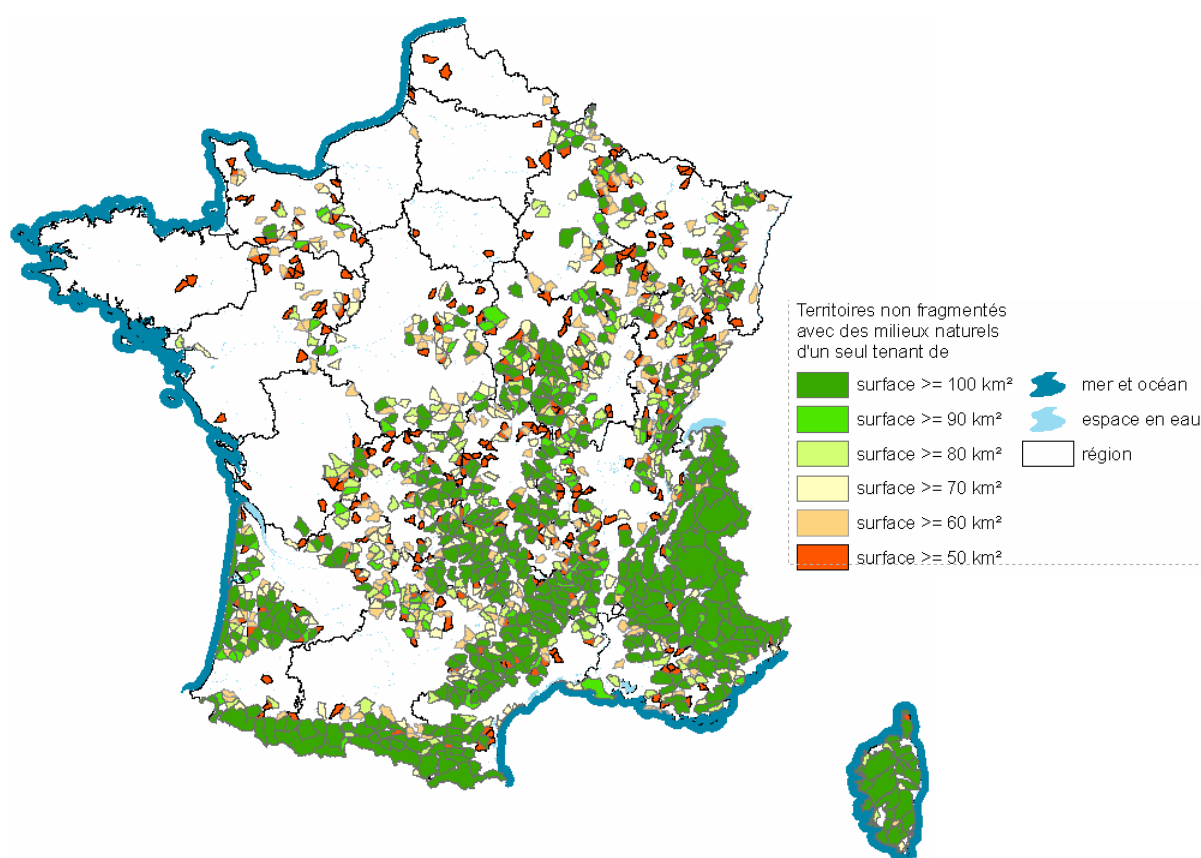 Territoires non fragmentés
avec des milieux naturels
d'un seul tenant de
surface >= 100 km²
surface >= 90 km²
surface >= 80 km²
surface >= 70 km²
surface >= 60 km²
surface >= 50 km²
mer et océan
espace en eau
région